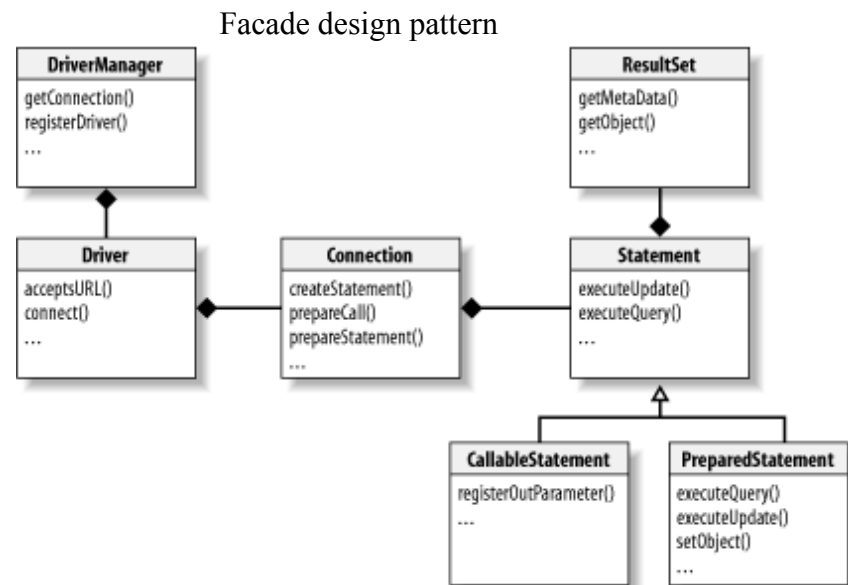 Facade design pattern
DriverManager
getConnection()
registerDriver()
...
ResultSet
getMetaData()
getObject()
...
Driver
acceptsURL()
connect()
...
Connection
createStatement()
prepareCall()
prepareStatement()
...
Statement
executeUpdate()
executeQuery()
...
CallableStatement
registerOutParameter()
...
PreparedStatement
executeQuery()
executeUpdate()
setObject()
...